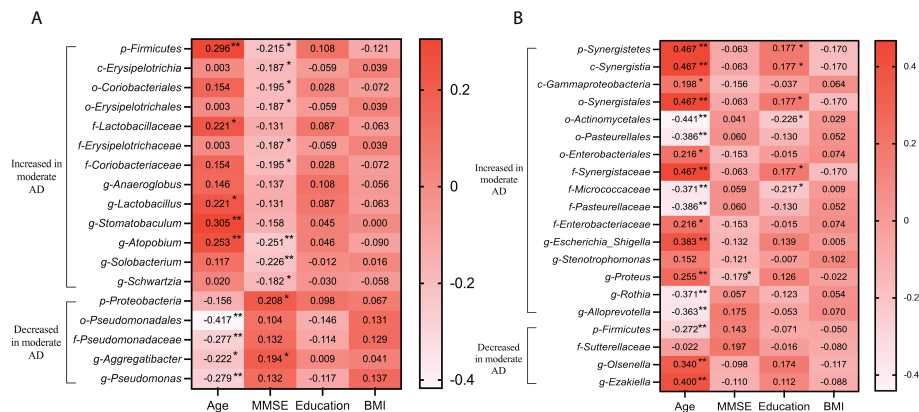 A
p-Firmicutes 0.296 ** -0.215 * 0.108 -0.121
c-Erysipelotrichia 0.003 -0.187 * -0.059 0.039
o-Coriobacteriales 0.154 -0.195 * 0.028 -0.072
o-Erysipelotrichales 0.003 -0.187 * -0.059 0.039
f-Lactobacillaceae 0.221 * -0.131 0.087 -0.063
f-Erysipelotrichaceae 0.003 -0.187 * -0.059 0.039
f-Coriobacteriaceae 0.154 -0.195 * 0.028 -0.072
g-Anaeroglobus 0.146 -0.137 0.108 -0.056
g-Lactobacillus 0.221 * -0.131 0.087 -0.063
g-Stomatobaculum 0.305 ** -0.158 0.045 0.000
g-Atopobium 0.253 ** -0.251 ** 0.046 -0.090
g-Solobacterium 0.117 -0.226 ** -0.012 0.016
g-Schwartzia 0.020 -0.182 * -0.030 -0.058
p-Proteobacteria -0.156 0.208 * 0.098 0.067
o-Pseudomonadales -0.417 ** 0.104 -0.146 0.131
f-Pseudomonadaceae -0.277 ** 0.132 -0.114 0.129
g-Aggregatibacter -0.222 * 0.194 * 0.009 0.041
g-Pseudomonas -0.279 ** 0.132 -0.117 0.137
Age MMSE Education BMI
Increased in
moderate
AD
Decreased
in moderate
AD
0.2
0
-0.2
-0.4
B
p-Synergistetes 0.467 ** -0.063 0.177 * -0.170
c-Synergistia 0.467 ** -0.063 0.177 * -0.170
c-Gammaproteobacteria 0.198 * -0.156 -0.037 0.064
o-Synergistales 0.467 ** -0.063 0.177 * -0.170
o-Actinomycetales -0.441 ** 0.041 -0.226 * 0.029
o-Pasteurellales -0.386 ** 0.060 -0.130 0.052
o-Enterobacteriales 0.216 * -0.153 -0.015 0.074
f-Synergistaceae 0.467 ** -0.063 0.177 * -0.170
f-Micrococcaceae -0.371 ** 0.059 -0.217 * 0.009
f-Pasteurellaceae -0.386 ** 0.060 -0.130 0.052
f-Enterobacteriaceae 0.216 * -0.153 -0.015 0.074
g-Escherichia_Shigella 0.383 ** -0.132 0.139 0.005
g-Stenotrophomonas 0.152 -0.121 -0.007 0.102
g-Proteus 0.255 ** -0.179 * 0.126 -0.022
g-Rothia -0.371 ** 0.057 -0.123 0.054
g-Alloprevotella -0.363 ** 0.175 -0.053 0.070
p-Firmicutes -0.272 ** 0.143 -0.071 -0.050
f-Sutterellaceae -0.022 0.197 -0.016 -0.080
g-Olsenella 0.340 ** -0.098 0.174 -0.117
g-Ezakiella 0.400 ** -0.110 0.112 -0.088
Age MMSE Education BMI
Increased in
moderate
AD
Decreased
in moderate
AD
0.4
0.2
0
-0.2
-0.4